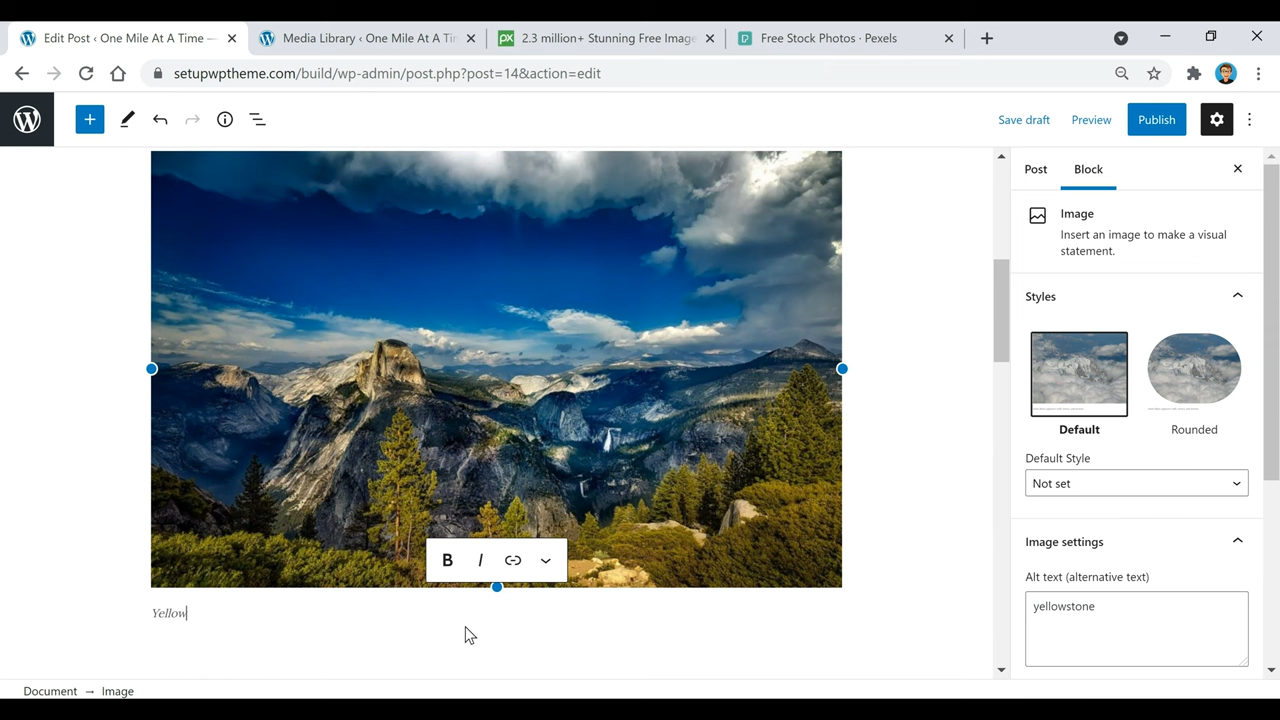 Edit Post ‹ One Mile At A Time —
Media Library ‹ One Mile At A Tim
2.3 million+ Stunning Free Image
Free Stock Photos · Pexels
setupwptheme.com/build/wp-admin/post.php?post=14&action=edit
Save draft
Preview
Publish
Post
Block
Image
Insert an image to make a visual
statement.
Styles
Default
Rounded
Default Style
Not set
Image settings
Alt text (alternative text)
yellowstone
B I
Yellow
Document → Image